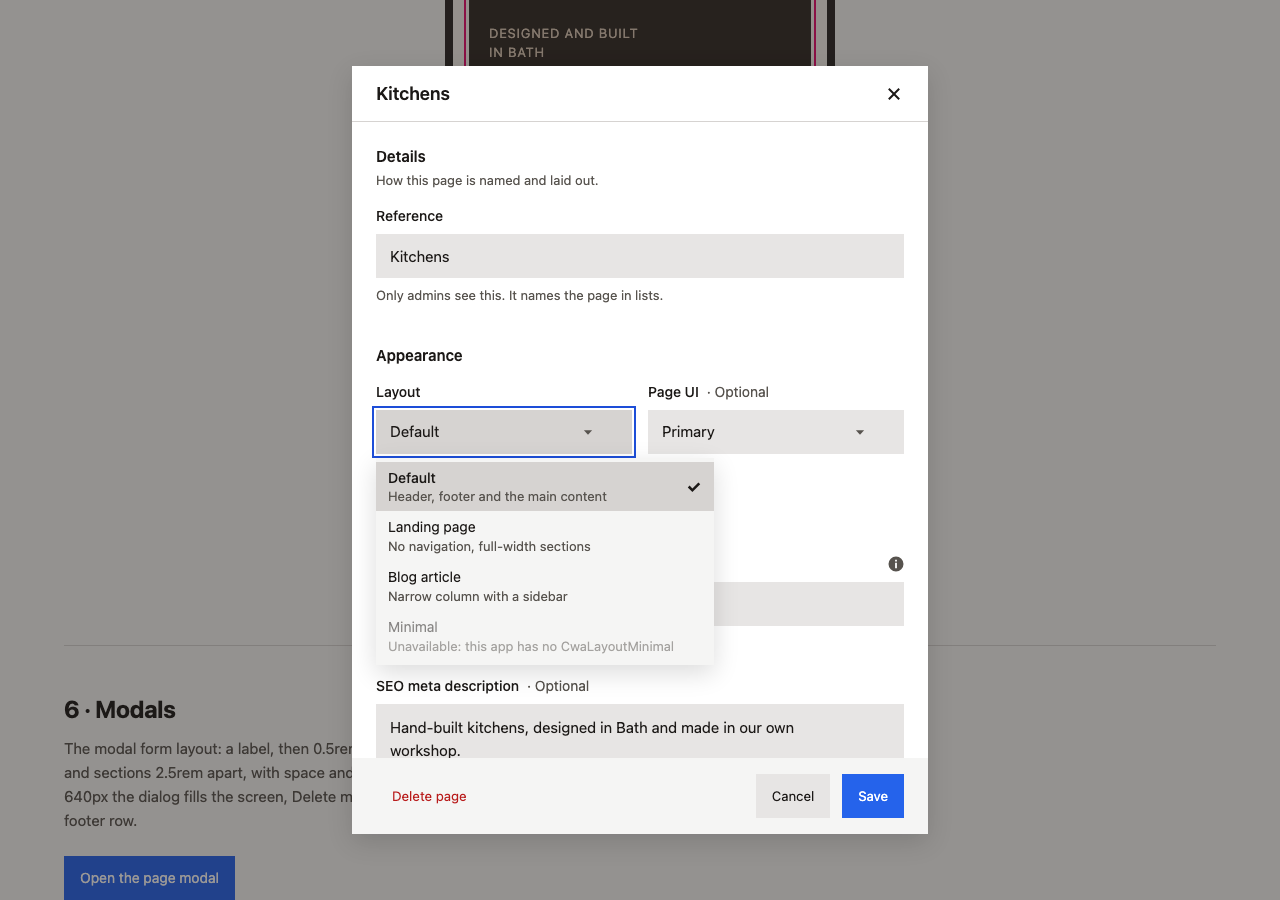 DESIGNED AND BUILT
IN BATH
Kitchens
Details
How this page is named and laid out.
Reference
Kitchens
Only admins see this. It names the page in lists.
Appearance
Layout
Page UI · Optional
Default
Primary
Default
Header, footer and the main content
Landing page
No navigation, full-width sections
Blog article
Narrow column with a sidebar
Minimal
Unavailable: this app has no CwaLayoutMinimal
SEO meta description · Optional
Hand-built kitchens, designed in Bath and made in our own
workshop.
Delete page
Cancel
Save
6 · Modals
The modal form layout: a label, then
and sections 2.5rem apart, with space
640px the dialog fills the screen, Delete
footer row.
Open the page modal